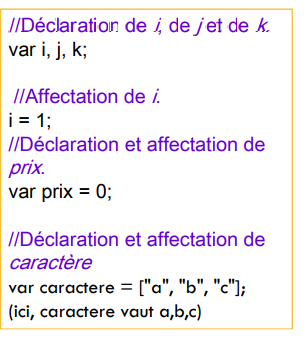 //Déclaration de i, de j et de k.
var i, j, k;
//Affectation de i.
i = 1;
//Déclaration et affectation de
prix.
var prix = 0;
//Déclaration et affectation de
caractère
var caractere = ["a", "b", "c"];
(ici, caractere vaut a,b,c)